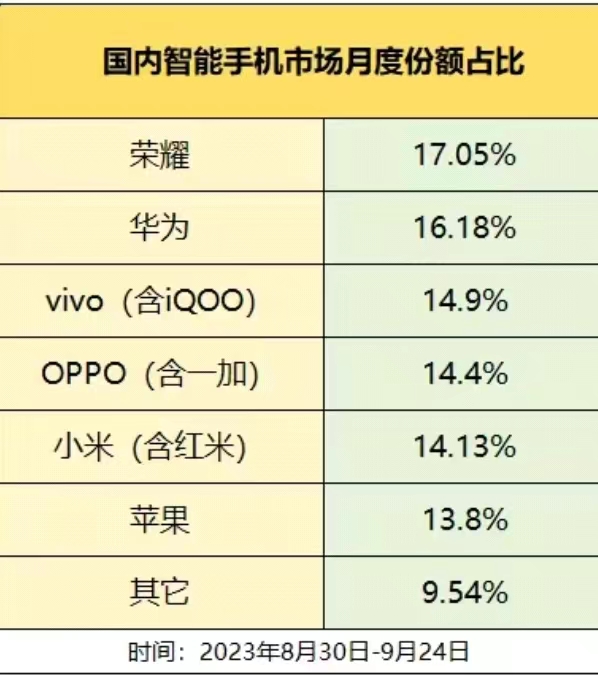 国内智能手机市场月度份额占比
荣耀 17.05%
华为 16.18%
vivo（含iQOO） 14.9%
OPPO（含一加） 14.4%
小米（含红米） 14.13%
苹果 13.8%
其它 9.54%
时间：2023年8月30日-9月24日